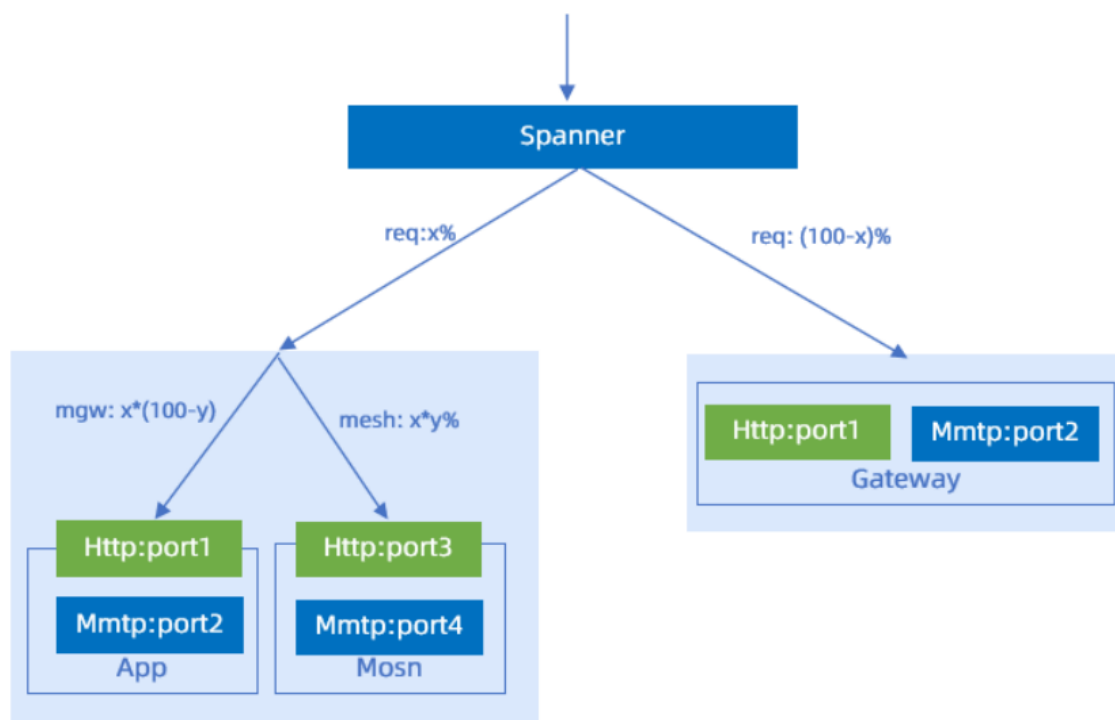 Spanner
req:x%
req: (100-x)%
mgw: x*(100-y)
mesh: x*y%
Http:port1
Mmtp:port2
Gateway
Http:port1
Http:port3
Mmtp:port2
Mmtp:port4
App
Mosn